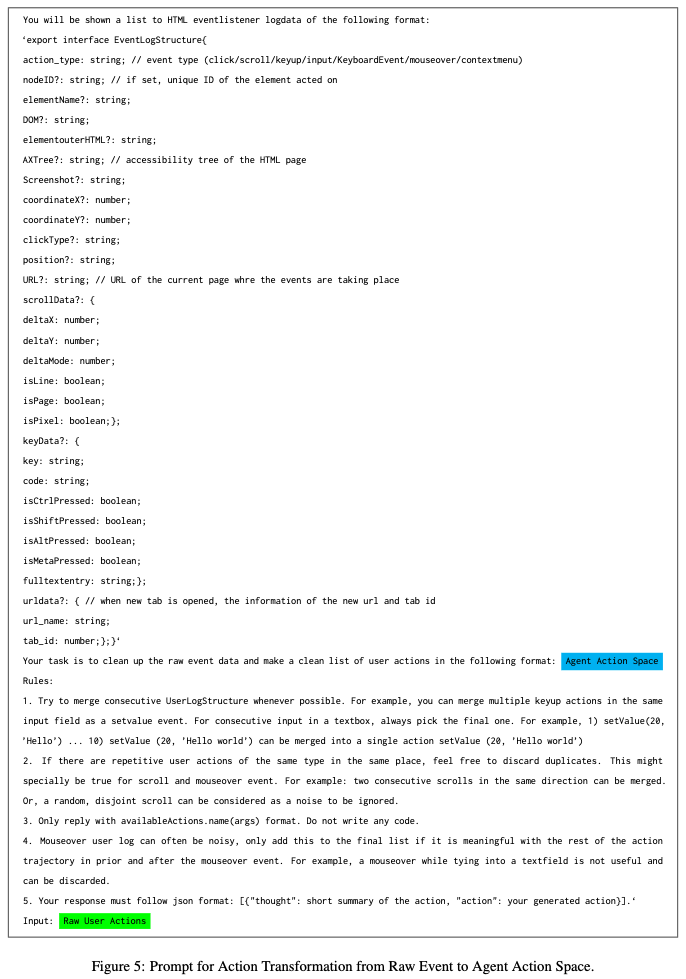 You will be shown a list to HTML eventlistener logdata of the following format:
‘export interface EventLogStructure{
action_type: string; // event type (click/scroll/keyup/input/KeyboardEvent/mouseover/contextmenu)
nodeID?: string; // if set, unique ID of the element acted on
elementName?: string;
DOM?: string;
elementouterHTML?: string;
AXTree?: string; // accessibility tree of the HTML page
Screenshot?: string;
coordinateX?: number;
coordinateY?: number;
clickType?: string;
position?: string;
URL?: string; // URL of the current page whre the events are taking place
scrollData?: {
deltaX: number;
deltaY: number;
deltaMode: number;
isLine: boolean;
isPage: boolean;
isPixel: boolean;};
keyData?: {
key: string;
code: string;
isCtrlPressed: boolean;
isShiftPressed: boolean;
isAltPressed: boolean;
isMetaPressed: boolean;
fulltextentry: string;};
urldata?: { // when new tab is opened, the information of the new url and tab id
url_name: string;
tab_id: number;};}‘
Your task is to clean up the raw event data and make a clean list of user actions in the following format: Agent Action Space
Rules:
1. Try to merge consecutive UserLogStructure whenever possible. For example, you can merge multiple keyup actions in the same
input field as a setvalue event. For consecutive input in a textbox, always pick the final one. For example, 1) setValue(20,
’Hello’) ... 10) setValue (20, ’Hello world’) can be merged into a single action setValue (20, ’Hello world’)
2. If there are repetitive user actions of the same type in the same place, feel free to discard duplicates. This might
specially be true for scroll and mouseover event. For example: two consecutive scrolls in the same direction can be merged.
Or, a random, disjoint scroll can be considered as a noise to be ignored.
3. Only reply with availableActions.name(args) format. Do not write any code.
4. Mouseover user log can often be noisy, only add this to the final list if it is meaningful with the rest of the action
trajectory in prior and after the mouseover event. For example, a mouseover while tying into a textfield is not useful and
can be discarded.
5. Your response must follow json format: [{"thought": short summary of the action, "action": your generated action}].‘
Input: Raw User Actions
Figure 5: Prompt for Action Transformation from Raw Event to Agent Action Space.